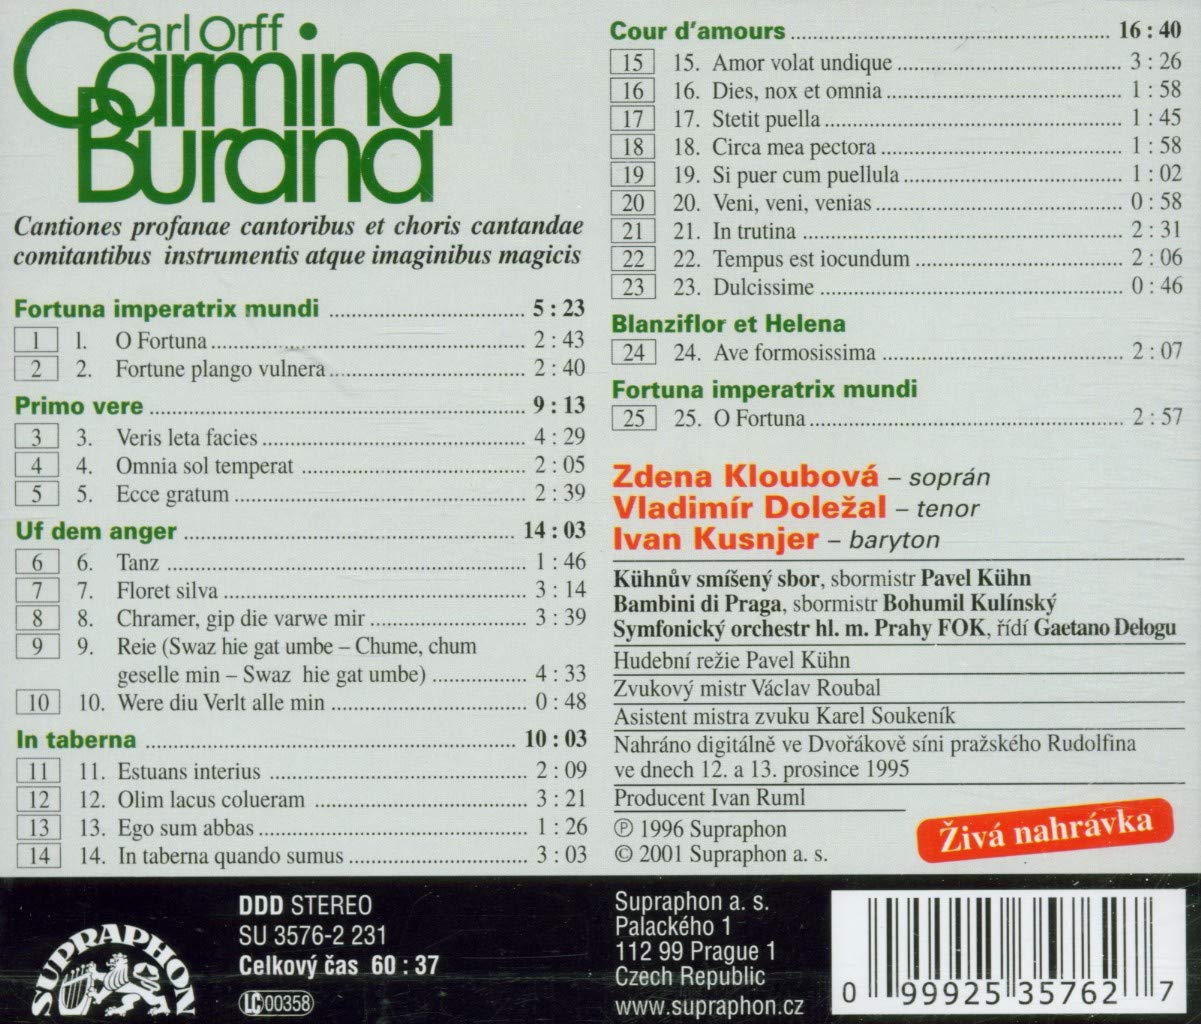 Carl Orff
Carmina
Burana
Cantiones profanae cantoribus et choris cantandae
comitantibus instrumentis atque imaginibus magicis
Fortuna imperatrix mundi ........ 5 : 23
1 1. O Fortuna ........ 2 : 43
2 2. Fortune plango vulnera ........ 2 : 40
Primo vere ........ 9 : 13
3 3. Veris leta facies ........ 4 : 29
4 4. Omnia sol temperat ........ 2 : 05
5 5. Ecce gratum ........ 2 : 39
Uf dem anger ........ 14 : 03
6 6. Tanz ........ 1 : 46
7 7. Floret silva ........ 3 : 14
8 8. Chramer, gip die varwe mir ........ 3 : 39
9 9. Reie (Swaz hie gat umbe – Chume, chum
geselle min – Swaz hie gat umbe) ........ 4 : 33
10 10. Were diu Verlt alle min ........ 0 : 48
In taberna ........ 10 : 03
11 11. Estuans interius ........ 2 : 09
12 12. Olim lacus colueram ........ 3 : 21
13 13. Ego sum abbas ........ 1 : 26
14 14. In taberna quando sumus ........ 3 : 03
Cour d'amours ........ 16 : 40
15 15. Amor volat undique ........ 3 : 26
16 16. Dies, nox et omnia ........ 1 : 58
17 17. Stetit puella ........ 1 : 45
18 18. Circa mea pectora ........ 1 : 58
19 19. Si puer cum puellula ........ 1 : 02
20 20. Veni, veni, venias ........ 0 : 58
21 21. In trutina ........ 2 : 31
22 22. Tempus est iocundum ........ 2 : 06
23 23. Dulcissime ........ 0 : 46
Blanziflor et Helena
24 24. Ave formosissima ........ 2 : 07
Fortuna imperatrix mundi
25 25. O Fortuna ........ 2 : 57
Zdena Kloubová – soprán
Vladimír Doležal – tenor
Ivan Kusnjer – baryton
Kühnův smíšený sbor, sbormistr Pavel Kühn
Bambini di Praga, sbormistr Bohumil Kulínský
Symfonický orchestr hl. m. Prahy FOK, řídí Gaetano Delogu
Hudební režie Pavel Kühn
Zvukový mistr Václav Roubal
Asistent mistra zvuku Karel Soukeník
Nahráno digitálně ve Dvořákově síni pražského Rudolfina
ve dnech 12. a 13. prosince 1995
Producent Ivan Ruml
℗ 1996 Supraphon
© 2001 Supraphon a. s.
Živá nahrávka
SUPRAPHON
DDD STEREO
SU 3576-2 231
Celkový čas 60 : 37
LC 00358
Supraphon a. s.
Palackého 1
112 99 Prague 1
Czech Republic
www.supraphon.cz
0 99925 35762 7